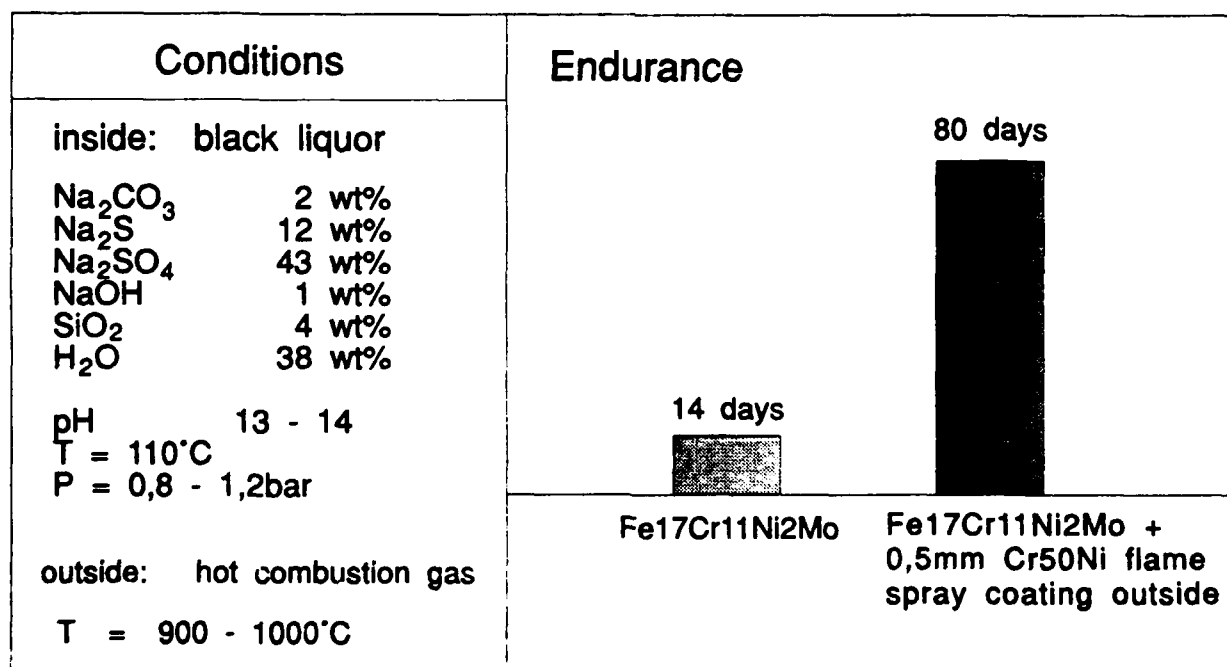 Conditions
inside: black liquor
Na2CO3 2 wt%
Na2S 12 wt%
Na2SO4 43 wt%
NaOH 1 wt%
SiO2 4 wt%
H2O 38 wt%
pH 13 - 14
T = 110°C
P = 0,8 - 1,2bar
outside: hot combustion gas
T = 900 - 1000°C
Endurance
80 days
14 days
Fe17Cr11Ni2Mo
Fe17Cr11Ni2Mo +
0,5mm Cr50Ni flame
spray coating outside